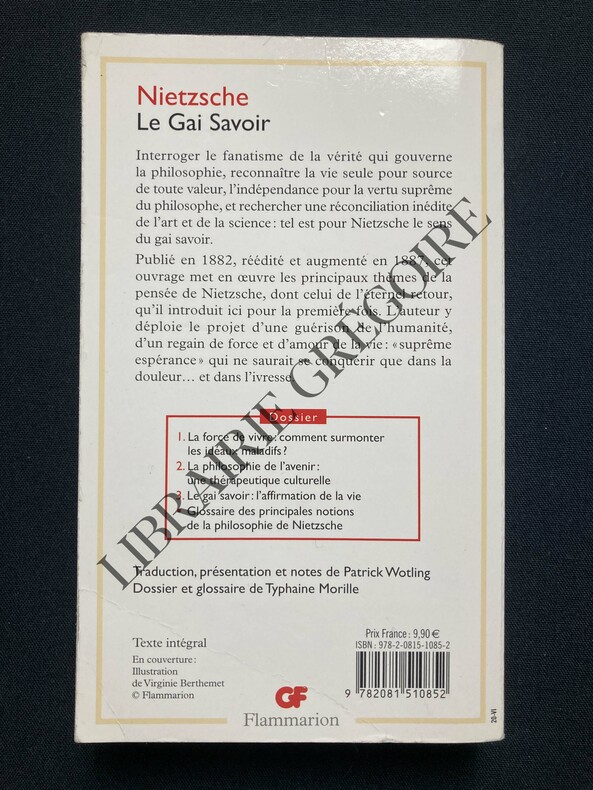 Nietzsche
Le Gai Savoir
Interroger le fanatisme de la vérité qui gouverne
la philosophie, reconnaître la vie seule pour source
de toute valeur, l'indépendance pour la vertu suprême
du philosophe, et rechercher une réconciliation inédite
de l'art et de la science : tel est pour Nietzsche le sens
du gai savoir.
Publié en 1882, réédité et augmenté en 1887, cet
ouvrage met en œuvre les principaux thèmes de la
pensée de Nietzsche, dont celui de l'éternel retour,
qu'il introduit ici pour la première fois. L'auteur y
déploie le projet d'une guérison de l'humanité,
d'un regain de force et d'amour de la vie : « suprême
espérance » qui ne saurait se conquérir que dans la
douleur… et dans l'ivresse.
Dossier
1. La force de vivre : comment surmonter
les idéaux maladifs ?
2. La philosophie de l'avenir :
une thérapeutique culturelle
3. Le gai savoir : l'affirmation de la vie
Glossaire des principales notions
de la philosophie de Nietzsche
Traduction, présentation et notes de Patrick Wotling
Dossier et glossaire de Typhaine Morille
Texte intégral
En couverture :
Illustration
de Virginie Berthemet
© Flammarion
GF
Flammarion
Prix France : 9,90 €
ISBN : 978-2-0815-1085-2
9 782081 510852
20-VI
LIBRAIRIE GRÉGOIRE